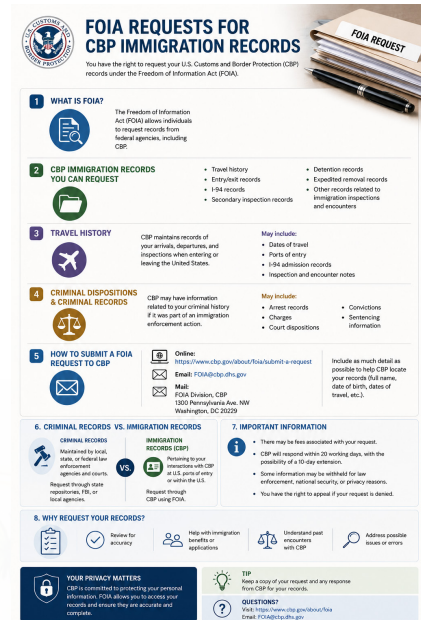 U.S. CUSTOMS AND
BORDER PROTECTION
FOIA REQUESTS FOR
CBP IMMIGRATION RECORDS
You have the right to request your U.S. Customs and Border Protection (CBP)
records under the Freedom of Information Act (FOIA).
FOIA REQUEST
1 WHAT IS FOIA?
The Freedom of Information
Act (FOIA) allows individuals
to request records from
federal agencies, including
CBP.
2 CBP IMMIGRATION RECORDS
YOU CAN REQUEST
• Travel history
• Entry/exit records
• I-94 records
• Secondary inspection records
• Detention records
• Expedited removal records
• Other records related to
immigration inspections
and encounters
3 TRAVEL HISTORY
CBP maintains records of
your arrivals, departures, and
inspections when entering or
leaving the United States.
May include:
• Dates of travel
• Ports of entry
• I-94 admission records
• Inspection and encounter notes
4 CRIMINAL DISPOSITIONS
& CRIMINAL RECORDS
CBP may have information
related to your criminal history
if it was part of an immigration
enforcement action.
May include:
• Arrest records
• Charges
• Court dispositions
• Convictions
• Sentencing
information
5 HOW TO SUBMIT A FOIA
REQUEST TO CBP
Online:
https://www.cbp.gov/about/foia/submit-a-request
Email: FOIA@cbp.dhs.gov
Mail:
FOIA Division, CBP
1300 Pennsylvania Ave. NW
Washington, DC 20229
Include as much detail as
possible to help CBP locate
your records (full name,
date of birth, dates of
travel, etc.).
6. CRIMINAL RECORDS VS. IMMIGRATION RECORDS
CRIMINAL RECORDS
Maintained by local,
state, or federal law
enforcement
agencies and courts.
Request through state
repositories, FBI, or
local agencies.
VS.
IMMIGRATION
RECORDS (CBP)
Pertaining to your
interactions with CBP
at U.S. ports of entry
or within the U.S.
Request through
CBP using FOIA.
7. IMPORTANT INFORMATION
• There may be fees associated with your request.
• CBP will respond within 20 working days, with the
possibility of a 10-day extension.
• Some information may be withheld for law
enforcement, national security, or privacy reasons.
• You have the right to appeal if your request is denied.
8. WHY REQUEST YOUR RECORDS?
Review for
accuracy
Help with immigration
benefits or
applications
Understand past
encounters
with CBP
Address possible
issues or errors
YOUR PRIVACY MATTERS
CBP is committed to protecting your personal
information. FOIA allows you to access your
records and ensure they are accurate and
complete.
TIP
Keep a copy of your request and any response
from CBP for your records.
QUESTIONS?
Visit: https://www.cbp.gov/about/foia
Email: FOIA@cbp.dhs.gov